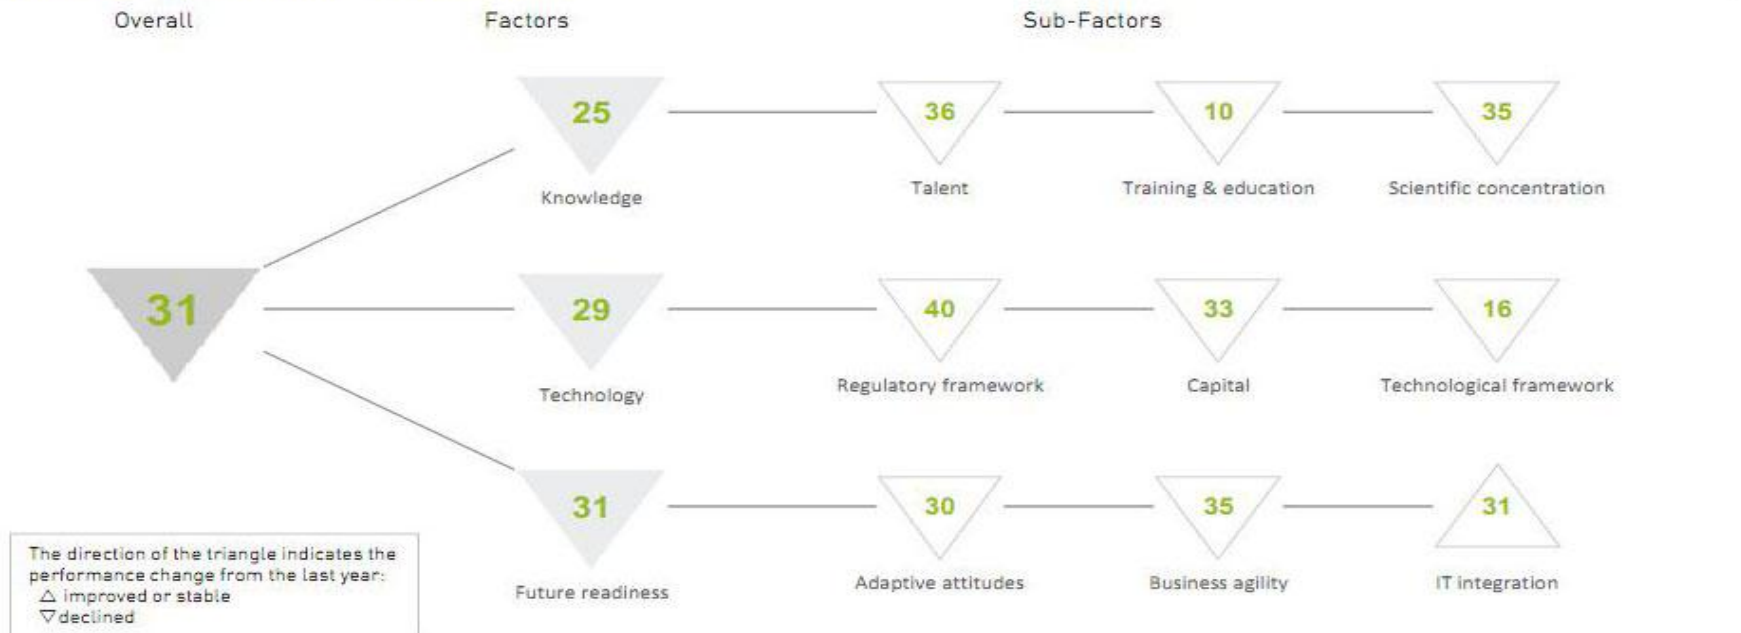 Overall Factors Sub-Factors
25 36 10 35
Knowledge Talent Training & education Scientific concentration
31 29 40 33 16
Technology Regulatory framework Capital Technological framework
31 30 35 31
Future readiness Adaptive attitudes Business agility IT integration
The direction of the triangle indicates the
performance change from the last year:
△ improved or stable
▽ declined